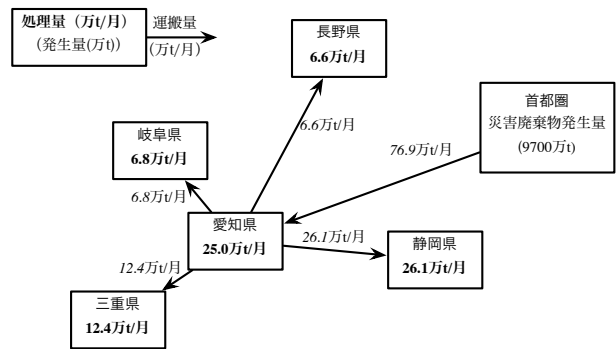 処理量（万t/月）
（発生量(万t)）
運搬量
(万t/月)
長野県
6.6万t/月
首都圏
災害廃棄物発生量
(9700万t)
6.6万t/月
76.9万t/月
岐阜県
6.8万t/月
6.8万t/月
愛知県
25.0万t/月
26.1万t/月
静岡県
26.1万t/月
12.4万t/月
三重県
12.4万t/月